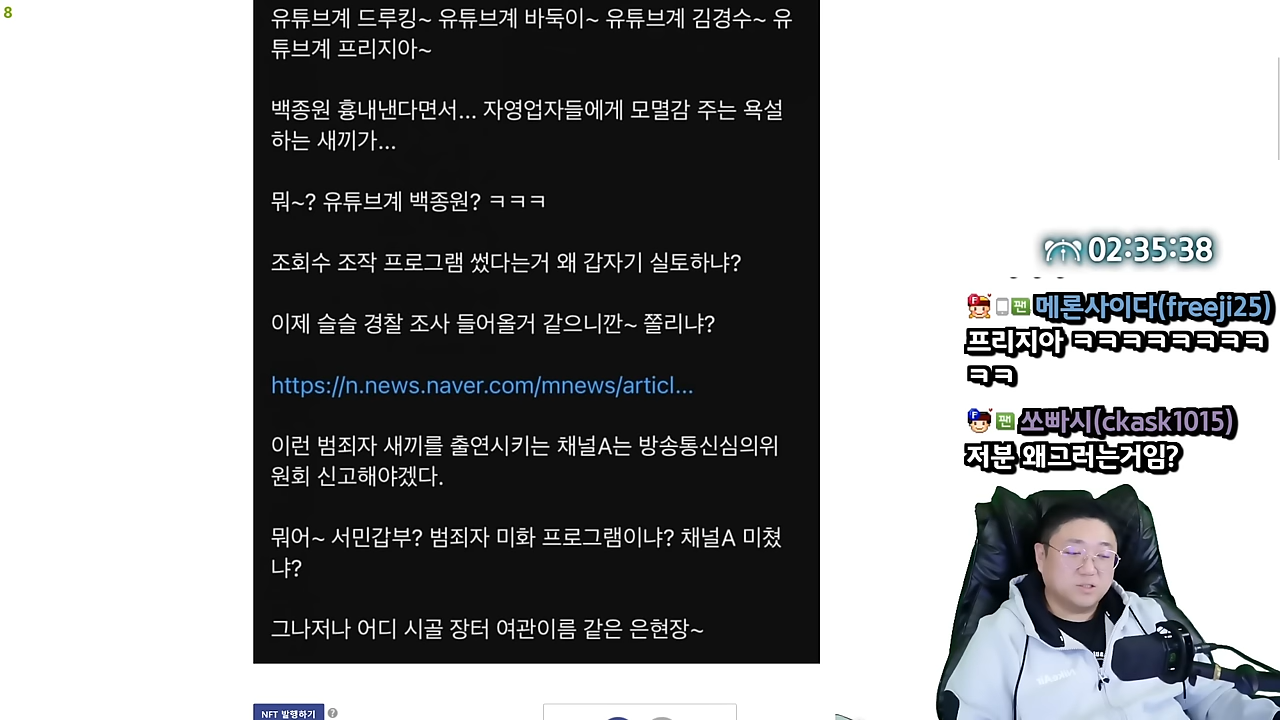 8
유튜브계 드루킹~ 유튜브계 바둑이~ 유튜브계 김경수~ 유
튜브계 프리지아~
백종원 흉내낸다면서... 자영업자들에게 모멸감 주는 욕설
하는 새끼가...
뭐~? 유튜브계 백종원? ㅋㅋㅋ
조회수 조작 프로그램 썼다는거 왜 갑자기 실토하냐?
이제 슬슬 경찰 조사 들어올거 같으니깐~ 쫄리냐?
https://n.news.naver.com/mnews/articl...
이런 범죄자 새끼를 출연시키는 채널A는 방송통신심의위
원회 신고해야겠다.
뭐어~ 서민갑부? 범죄자 미화 프로그램이냐? 채널A 미쳤
냐?
그나저나 어디 시골 장터 여관이름 같은 은현장~
NFT 발행하기 ?
02:35:38
F 팬 메론사이다(freeji25)
프리지아 ㅋㅋㅋㅋㅋㅋㅋㅋ
ㅋㅋ
F 팬 쏘빠시(ckask1015)
저분 왜그러는거임?